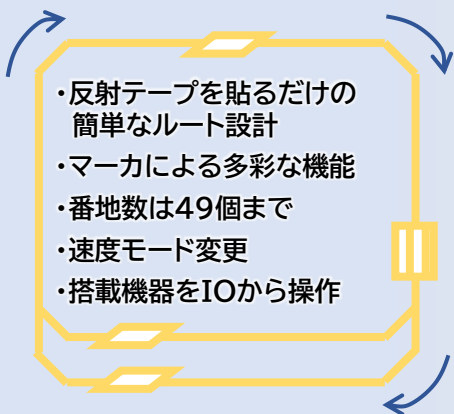 ・反射テープを貼るだけの
簡単なルート設計
・マーカによる多彩な機能
・番地数は49個まで
・速度モード変更
・搭載機器をIOから操作